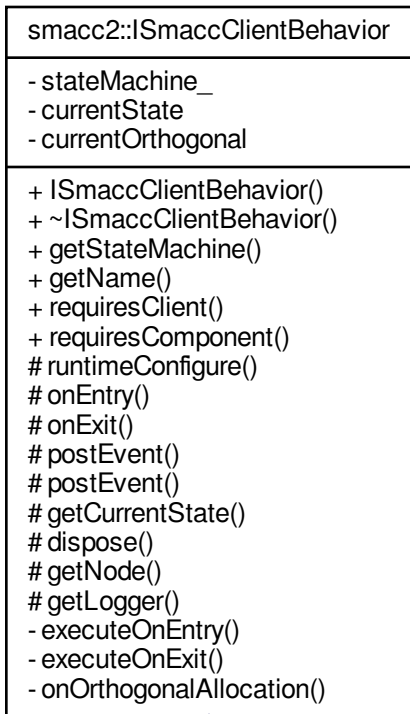 smacc2::ISmaccClientBehavior
- stateMachine_
- currentState
- currentOrthogonal
+ ISmaccClientBehavior()
+ ~ISmaccClientBehavior()
+ getStateMachine()
+ getName()
+ requiresClient()
+ requiresComponent()
# runtimeConfigure()
# onEntry()
# onExit()
# postEvent()
# postEvent()
# getCurrentState()
# dispose()
# getNode()
# getLogger()
- executeOnEntry()
- executeOnExit()
- onOrthogonalAllocation()